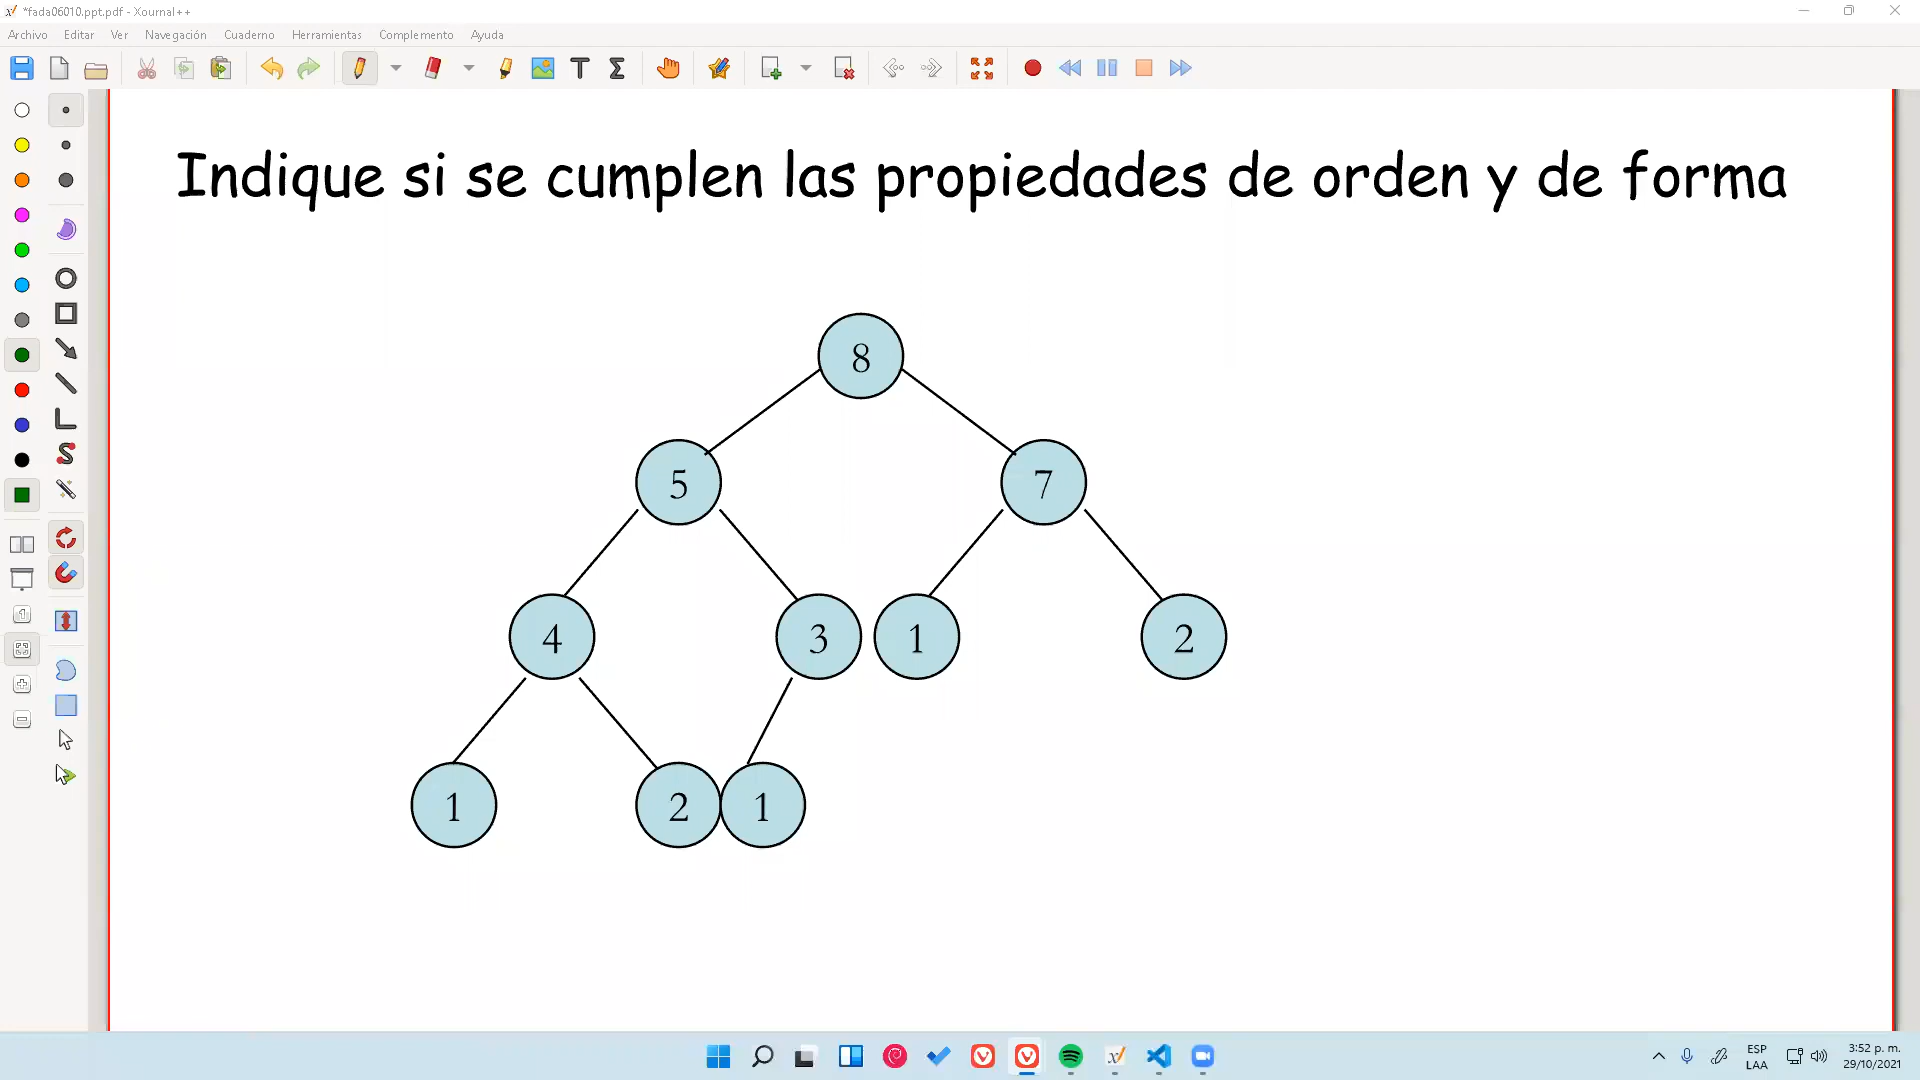 *fada06010.ppt.pdf - Xournal++
Archivo Editar Ver Navegación Cuaderno Herramientas Complemento Ayuda
Indique si se cumplen las propiedades de orden y de forma
8
5 7
4 3 1 2
1 2 1
ESP
LAA
3:52 p. m.
29/10/2021